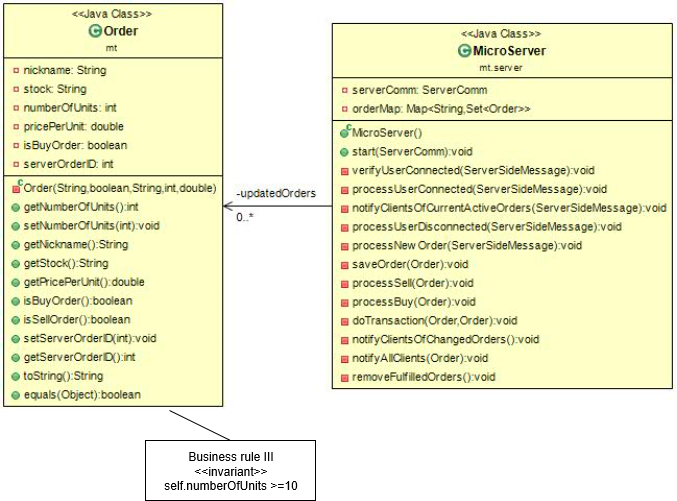 <<Java Class>>
Order
mt
nickname: String
stock: String
numberOfUnits: int
pricePerUnit: double
isBuyOrder: boolean
serverOrderID: int
Order(String,boolean,String,int,double)
getNumberOfUnits():int
setNumberOfUnits(int):void
getNickname():String
getStock():String
getPricePerUnit():double
isBuyOrder():boolean
isSellOrder():boolean
setServerOrderID(int):void
getServerOrderID():int
toString():String
equals(Object):boolean
-updatedOrders
0..*
<<Java Class>>
MicroServer
mt.server
serverComm: ServerComm
orderMap: Map<String,Set<Order>>
MicroServer()
start(ServerComm):void
verifyUserConnected(ServerSideMessage):void
processUserConnected(ServerSideMessage):void
notifyClientsOfCurrentActiveOrders(ServerSideMessage):void
processUserDisconnected(ServerSideMessage):void
processNewOrder(ServerSideMessage):void
saveOrder(Order):void
processSell(Order):void
processBuy(Order):void
doTransaction(Order,Order):void
notifyClientsOfChangedOrders():void
notifyAllClients(Order):void
removeFulfilledOrders():void
Business rule III
<<invariant>>
self.numberOfUnits >=10